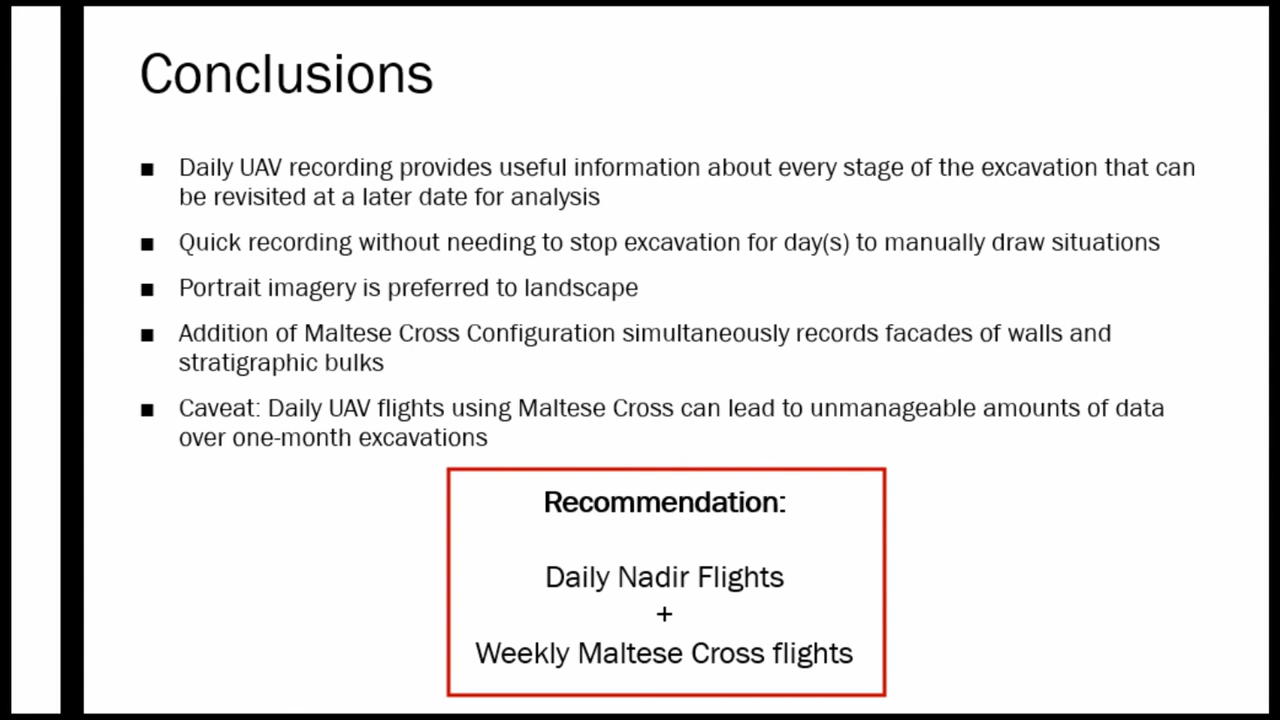 Conclusions
■ Daily UAV recording provides useful information about every stage of the excavation that can
be revisited at a later date for analysis
■ Quick recording without needing to stop excavation for day(s) to manually draw situations
■ Portrait imagery is preferred to landscape
■ Addition of Maltese Cross Configuration simultaneously records facades of walls and
stratigraphic bulks
■ Caveat: Daily UAV flights using Maltese Cross can lead to unmanageable amounts of data
over one-month excavations
Recommendation:
Daily Nadir Flights
+
Weekly Maltese Cross flights